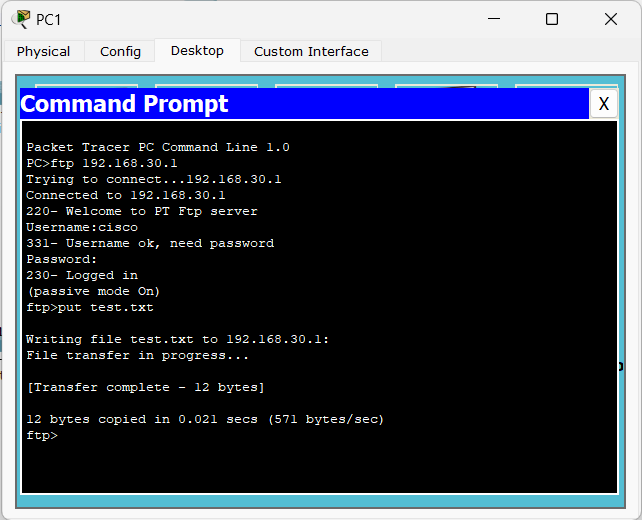 PC1
Physical Config Desktop Custom Interface
Command Prompt X
Packet Tracer PC Command Line 1.0
PC>ftp 192.168.30.1
Trying to connect...192.168.30.1
Connected to 192.168.30.1
220- Welcome to PT Ftp server
Username:cisco
331- Username ok, need password
Password:
230- Logged in
(passive mode On)
ftp>put test.txt
Writing file test.txt to 192.168.30.1:
File transfer in progress...
[Transfer complete - 12 bytes]
12 bytes copied in 0.021 secs (571 bytes/sec)
ftp>